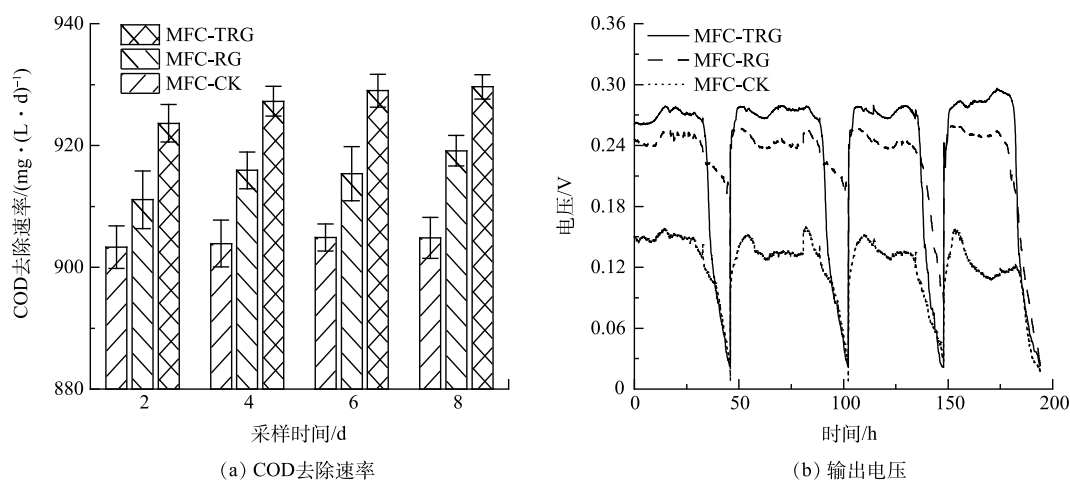 940
920
900
880
COD去除速率/(mg·(L·d)⁻¹)
MFC-TRG
MFC-RG
MFC-CK
2 4 6 8
采样时间/d
(a) COD去除速率
0.36
0.30
0.24
0.18
0.12
0.06
0
电压/V
MFC-TRG
MFC-RG
MFC-CK
0 50 100 150 200
时间/h
(b) 输出电压